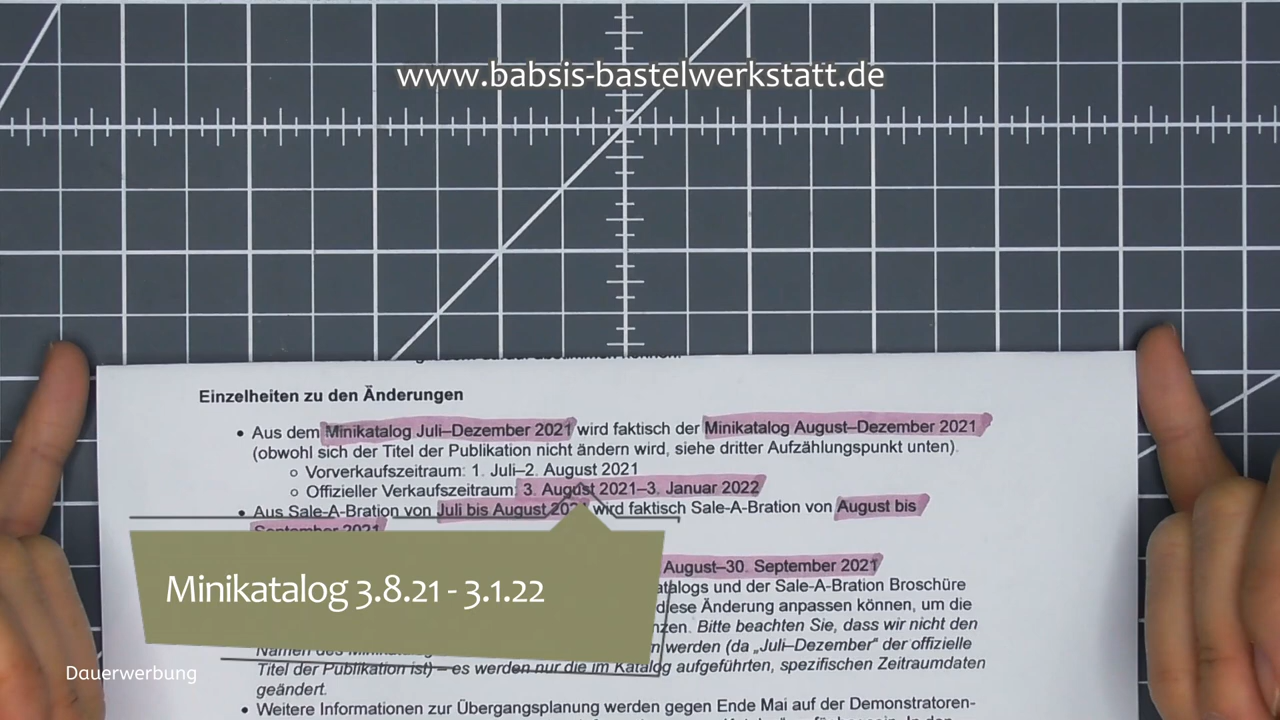 www.babsis-bastelwerkstatt.de
Einzelheiten zu den Änderungen
• Aus dem Minikatalog Juli–Dezember 2021 wird faktisch der Minikatalog August–Dezember 2021
(obwohl sich der Titel der Publikation nicht ändern wird, siehe dritter Aufzählungspunkt unten).
o Vorverkaufszeitraum: 1. Juli–2. August 2021
o Offizieller Verkaufszeitraum: 3. August 2021–3. Januar 2022
• Aus Sale-A-Bration von Juli bis August 2021 wird faktisch Sale-A-Bration von August bis
September 2021
August–30. September 2021
und der Sale-A-Bration Broschüre
diese Änderung anpassen können, um die
Bitte beachten Sie, dass wir nicht den
Namen des
werden (da „Juli–Dezember“ der offizielle
Titel der Publikation ist) – es werden nur die im Katalog aufgeführten, spezifischen Zeitraumdaten
geändert.
• Weitere Informationen zur Übergangsplanung werden gegen Ende Mai auf der Demonstratoren-
Minikatalog 3.8.21 - 3.1.22
Dauerwerbung